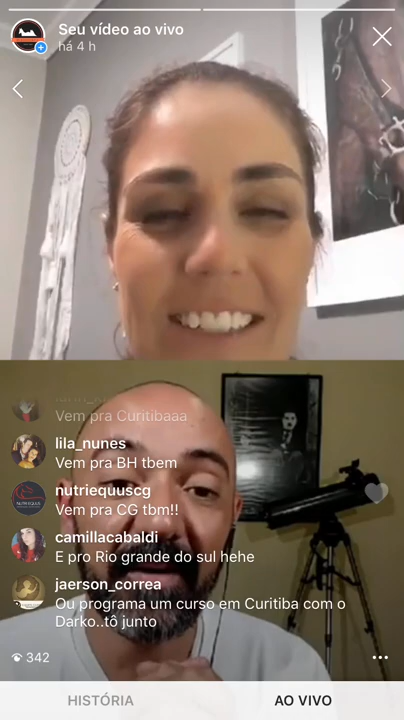 Seu vídeo ao vivo
há 4 h
Vem pra Curitibaaa
lila_nunes
Vem pra BH tbem
nutriequuscg
Vem pra CG tbm!!
camillacabaldi
E pro Rio grande do sul hehe
jaerson_correa
Ou programa um curso em Curitiba com o
Darko..tô junto
342
HISTÓRIA
AO VIVO